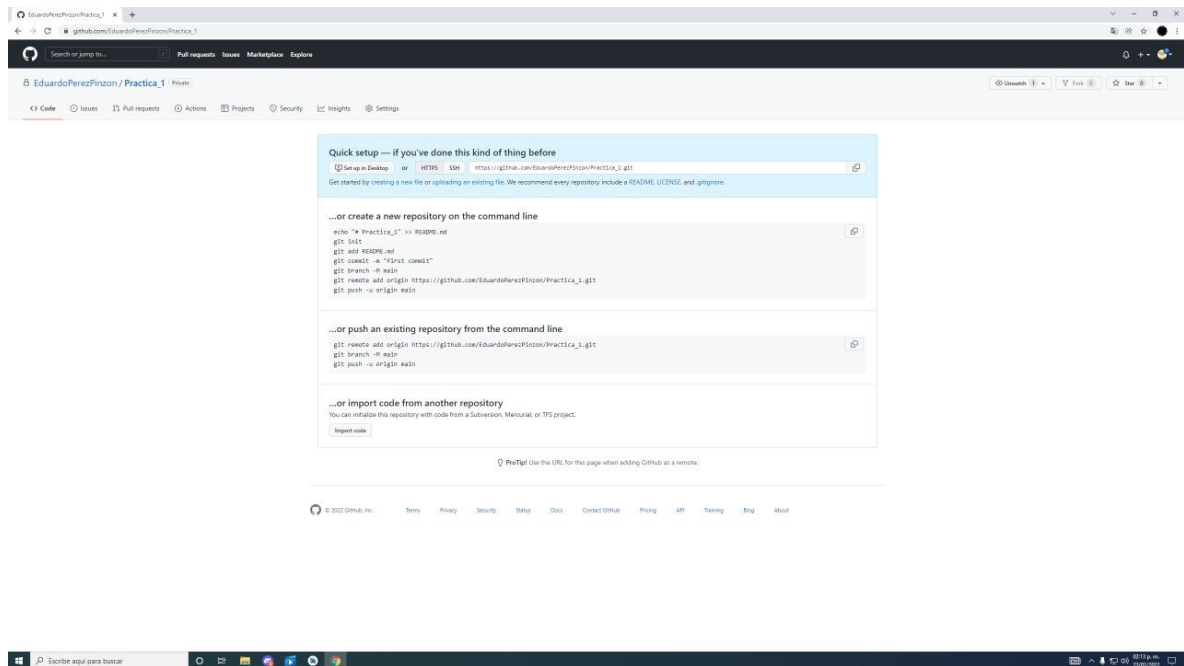 EduardoPerezPinzon/Practica_1
github.com/EduardoPerezPinzon/Practica_1
Search or jump to... / Pull requests Issues Marketplace Explore
EduardoPerezPinzon / Practica_1 Private
Unwatch 1 Fork 0 Star 0
<> Code Issues Pull requests Actions Projects Security Insights Settings
Quick setup — if you've done this kind of thing before
Set up in Desktop or HTTPS SSH https://github.com/EduardoPerezPinzon/Practica_1.git
Get started by creating a new file or uploading an existing file. We recommend every repository include a README, LICENSE, and .gitignore.
...or create a new repository on the command line
echo "# Practica_1" >> README.md
git init
git add README.md
git commit -m "first commit"
git branch -M main
git remote add origin https://github.com/EduardoPerezPinzon/Practica_1.git
git push -u origin main
...or push an existing repository from the command line
git remote add origin https://github.com/EduardoPerezPinzon/Practica_1.git
git branch -M main
git push -u origin main
...or import code from another repository
You can initialize this repository with code from a Subversion, Mercurial, or TFS project.
Import code
ProTip! Use the URL for this page when adding GitHub as a remote.
© 2022 GitHub, Inc. Terms Privacy Security Status Docs Contact GitHub Pricing API Training Blog About
Escribe aquí para buscar
02:13 p. m.